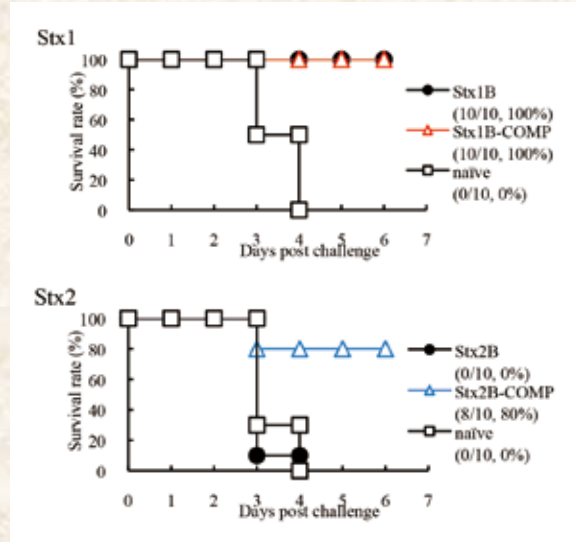 Stx1
Survival rate (%)
100
80
60
40
20
0
0 1 2 3 4 5 6 7
Days post challenge
Stx1B
(10/10, 100%)
Stx1B-COMP
(10/10, 100%)
naïve
(0/10, 0%)
Stx2
Survival rate (%)
100
80
60
40
20
0
0 1 2 3 4 5 6 7
Days post challenge
Stx2B
(0/10, 0%)
Stx2B-COMP
(8/10, 80%)
naïve
(0/10, 0%)